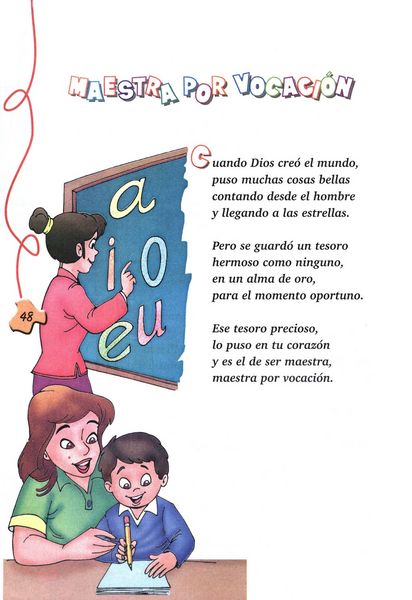 MAESTRA POR VOCACIÓN
Cuando Dios creó el mundo,
puso muchas cosas bellas
contando desde el hombre
y llegando a las estrellas.
Pero se guardó un tesoro
hermoso como ninguno,
en un alma de oro,
para el momento oportuno.
Ese tesoro precioso,
lo puso en tu corazón
y es el de ser maestra,
maestra por vocación.
a
i o
e u
48